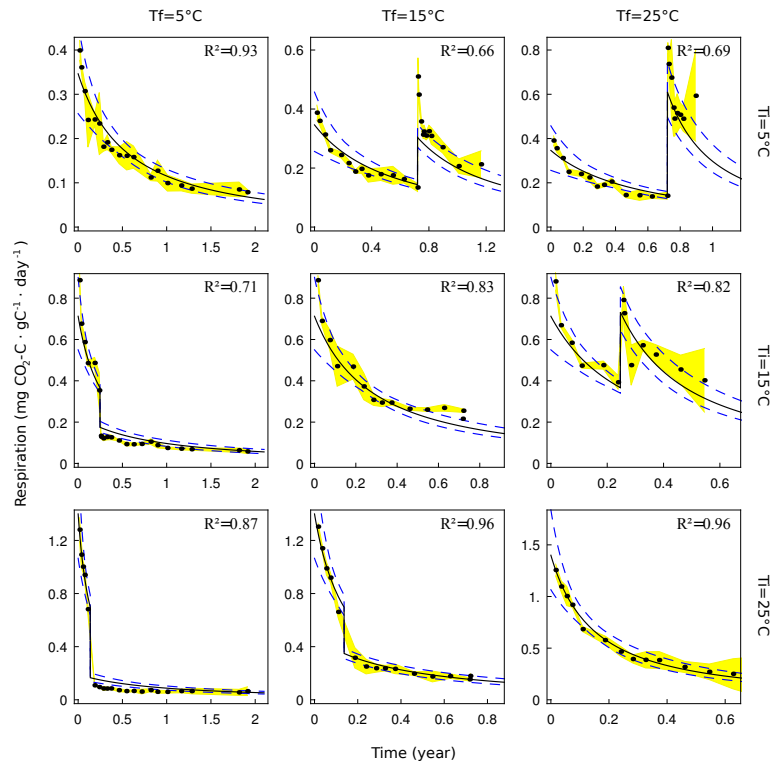 Tf=5°C Tf=15°C Tf=25°C
R²=0.93 R²=0.66 R²=0.69
0.4 0.3 0.2 0.1 0
0.6 0.4 0.2 0
0.8 0.6 0.4 0.2 0
Ti=5°C
0 0.5 1 1.5 2
0 0.4 0.8 1.2
0 0.2 0.4 0.6 0.8 1
R²=0.71 R²=0.83 R²=0.82
0.8 0.6 0.4 0.2 0
0.8 0.6 0.4 0.2 0
0.8 0.6 0.4 0.2 0
Ti=15°C
0 0.5 1 1.5 2
0 0.2 0.4 0.6 0.8
0 0.2 0.4 0.6
Respiration (mg CO₂-C · gC⁻¹ · day⁻¹)
R²=0.87 R²=0.96 R²=0.96
1.2 0.8 0.4 0
1.2 0.8 0.4 0
1.5 1. 0.5 0
Ti=25°C
0 0.5 1 1.5 2
0 0.2 0.4 0.6 0.8
0 0.2 0.4 0.6
Time (year)